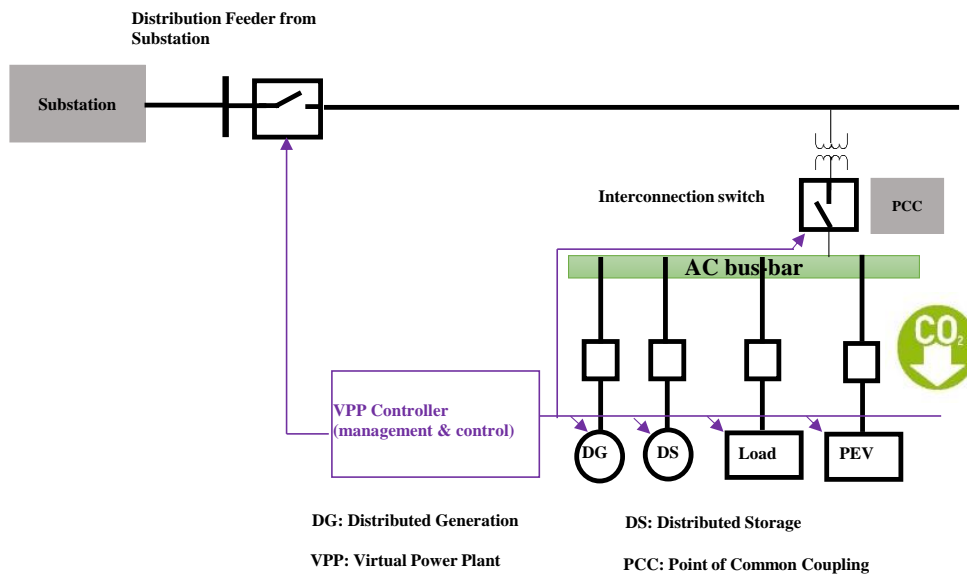 Distribution Feeder from
Substation
Substation
Interconnection switch
PCC
AC bus-bar
CO2
VPP Controller
(management & control)
DG
DS
Load
PEV
DG: Distributed Generation
DS: Distributed Storage
VPP: Virtual Power Plant
PCC: Point of Common Coupling